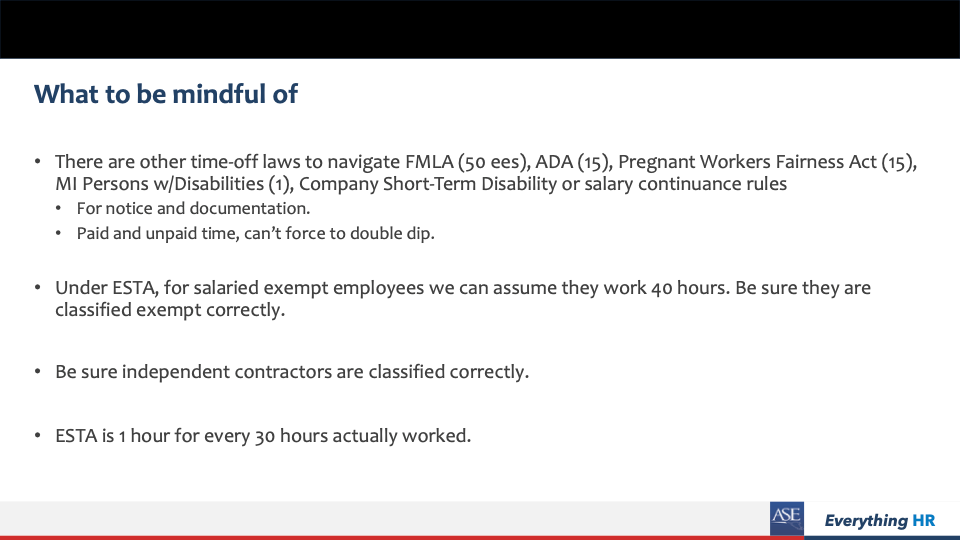 What to be mindful of
• There are other time-off laws to navigate FMLA (50 ees), ADA (15), Pregnant Workers Fairness Act (15),
MI Persons w/Disabilities (1), Company Short-Term Disability or salary continuance rules
• For notice and documentation.
• Paid and unpaid time, can’t force to double dip.
• Under ESTA, for salaried exempt employees we can assume they work 40 hours. Be sure they are
classified exempt correctly.
• Be sure independent contractors are classified correctly.
• ESTA is 1 hour for every 30 hours actually worked.
ASE
Everything HR